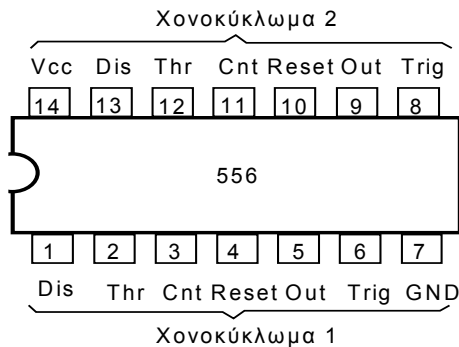 Χονοκύκλωμα 2
Vcc Dis Thr Cnt Reset Out Trig
14 13 12 11 10 9 8
556
1 2 3 4 5 6 7
Dis Thr Cnt Reset Out Trig GND
Χονοκύκλωμα 1